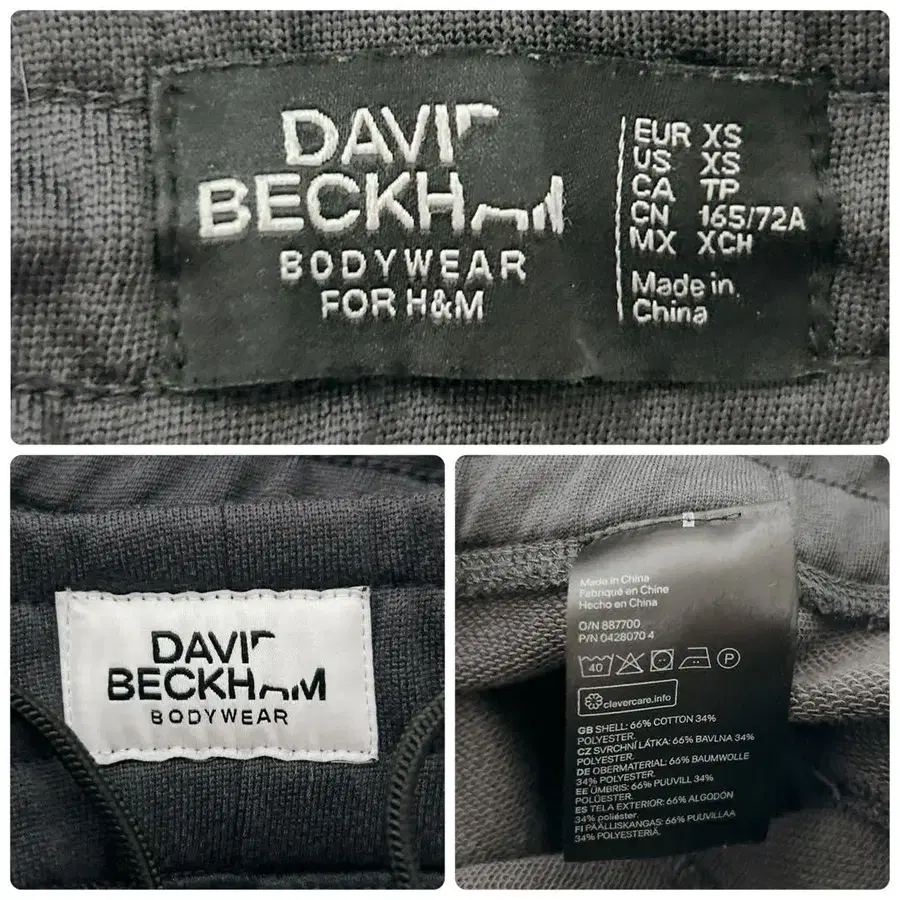 DAVID
BECKHAM
BODYWEAR
FOR H&M
EUR XS
US XS
CA TP
CN 165/72A
MX XCH
Made in
China
DAVID
BECKHAM
BODYWEAR
Made in China
Fabriqué en Chine
Hecho en China
O/N 887700
P/N 0428070 4
40
P
clevercare.info
GB SHELL: 66% COTTON 34%
POLYESTER.
CZ SVRCHNÍ LÁTKA: 66% BAVLNA 34%
POLYESTER.
DE OBERMATERIAL: 66% BAUMWOLLE
34% POLYESTER.
EE ÜMBRIS: 66% PUUVILL 34%
POLÜESTER.
ES TELA EXTERIOR: 66% ALGODÓN
34% poliéster.
FI PÄÄLLISKANGAS: 66% PUUVILLAA
34% POLYESTERIÄ.